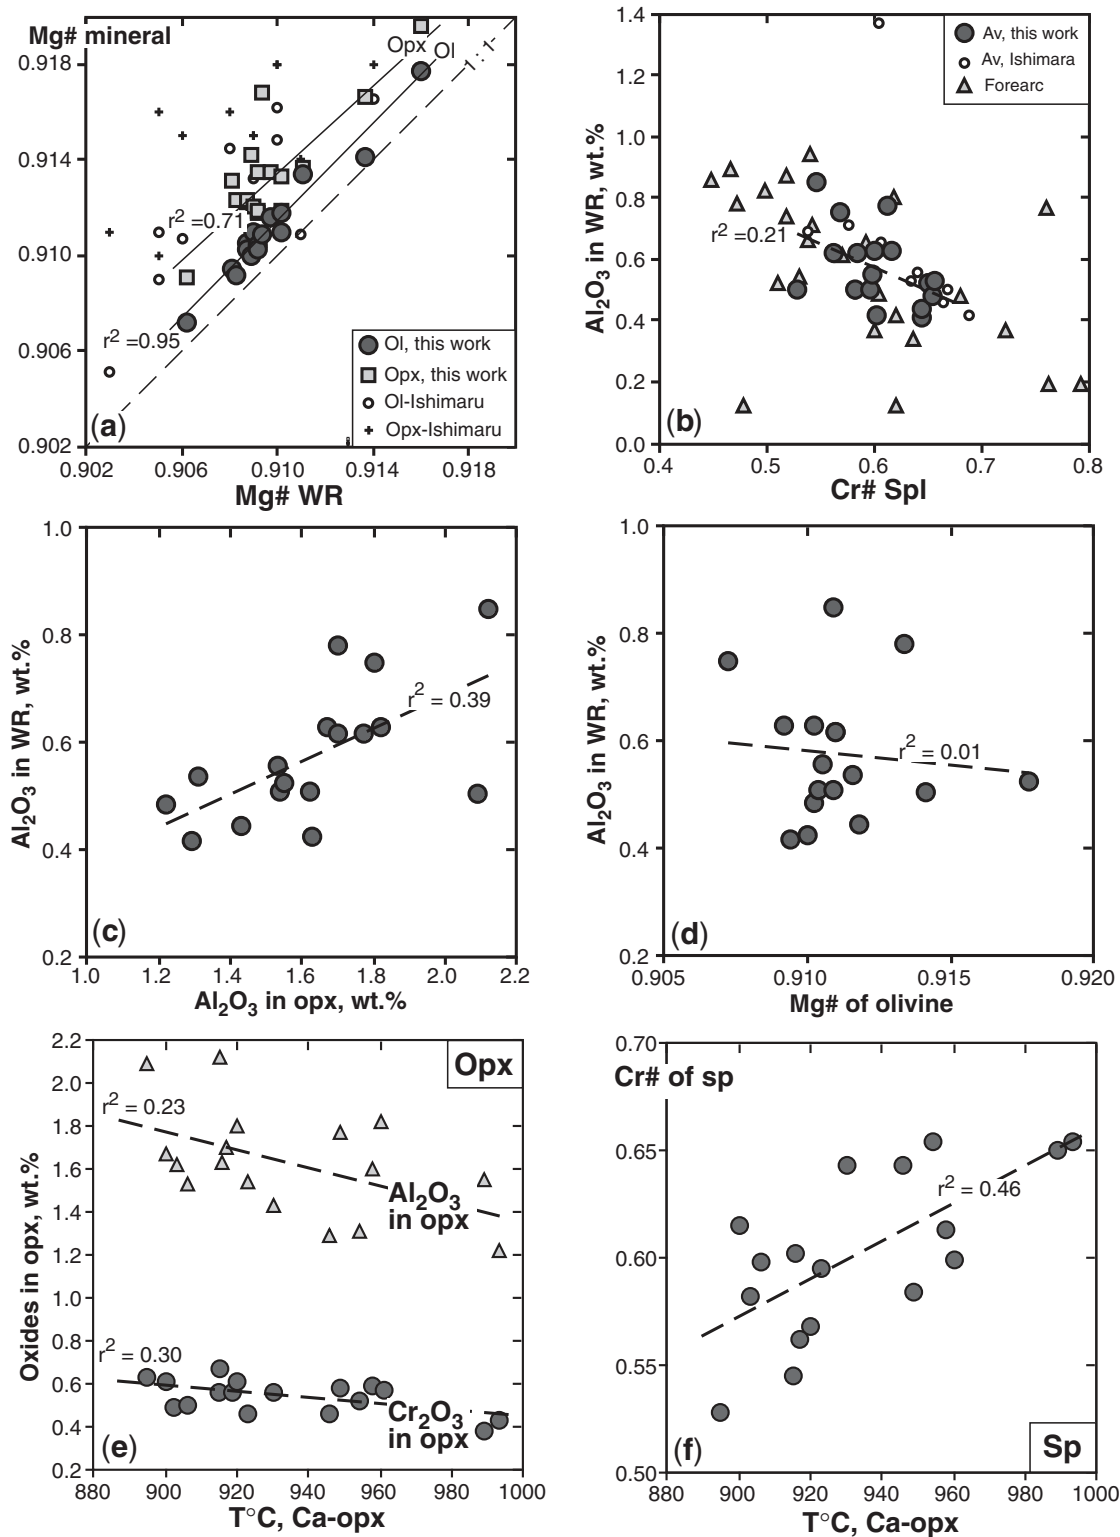 Mg# mineral
0.918
0.914
0.910
0.906
0.902
Opx
Ol
1:1
r2 =0.71
r2 =0.95
Ol, this work
Opx, this work
Ol-Ishimaru
Opx-Ishimaru
(a)
0.902
0.906
0.910
0.914
0.918
Mg# WR
1.4
1.2
1.0
0.8
0.6
0.4
0.2
0.0
Al2O3 in WR, wt.%
Av, this work
Av, Ishimara
Forearc
r2 =0.21
(b)
0.4
0.5
0.6
0.7
0.8
Cr# Spl
1.0
0.8
0.6
0.4
0.2
Al2O3 in WR, wt.%
r2 = 0.39
(c)
1.0
1.2
1.4
1.6
1.8
2.0
2.2
Al2O3 in opx, wt.%
1.0
0.8
0.6
0.4
0.2
Al2O3 in WR, wt.%
r2 = 0.01
(d)
0.905
0.910
0.915
0.920
Mg# of olivine
2.2
2.0
1.8
1.6
1.4
1.2
1.0
0.8
0.6
0.4
0.2
Oxides in opx, wt.%
Opx
r2 = 0.23
Al2O3
in opx
r2 = 0.30
Cr2O3
in opx
(e)
880
900
920
940
960
980
1000
T°C, Ca-opx
0.70
0.65
0.60
0.55
0.50
Cr# of sp
r2 = 0.46
(f)
Sp
880
900
920
940
960
980
1000
T°C, Ca-opx